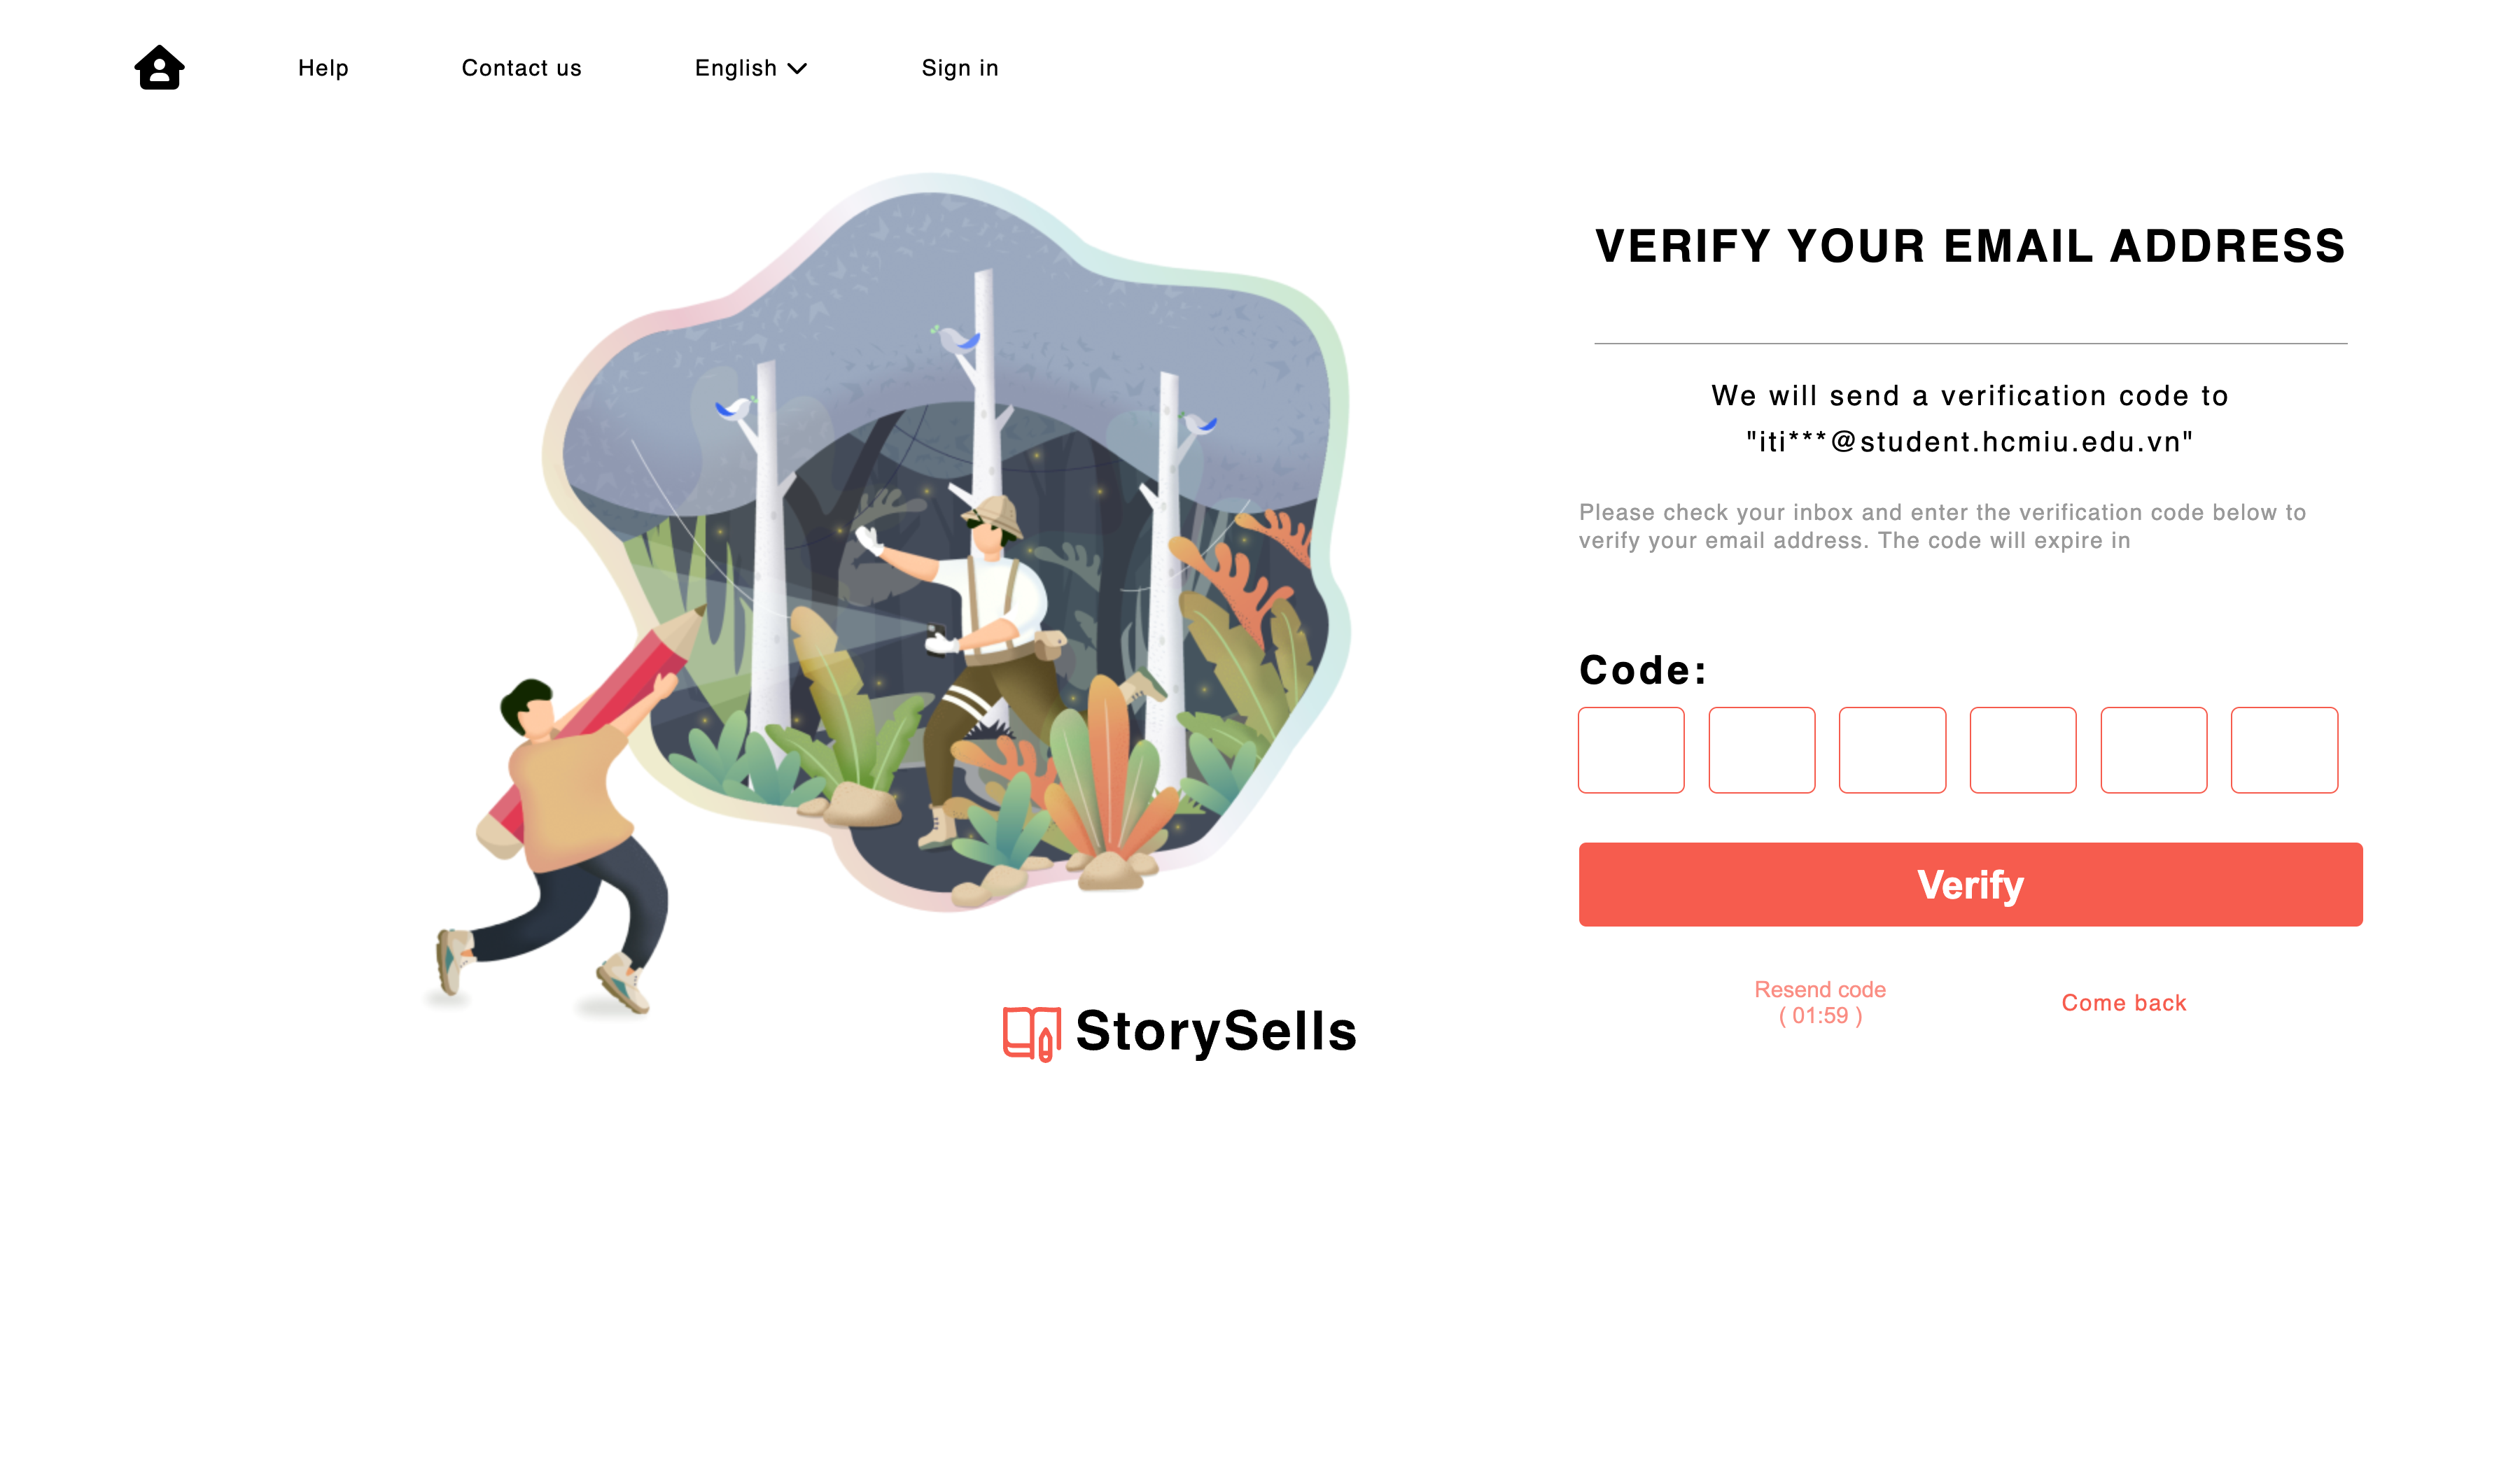 Help
Contact us
English
Sign in
VERIFY YOUR EMAIL ADDRESS
We will send a verification code to
"iti***@student.hcmiu.edu.vn"
Please check your inbox and enter the verification code below to
verify your email address. The code will expire in
Code:
Verify
Resend code
( 01:59 )
Come back
StorySells